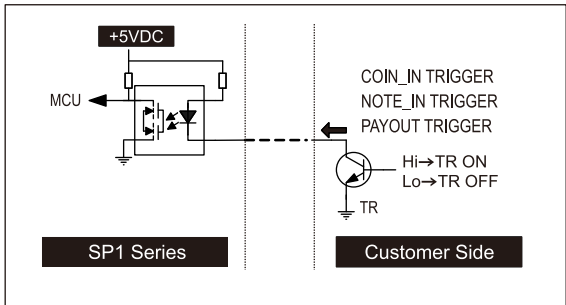 +5VDC
MCU
COIN_IN TRIGGER
NOTE_IN TRIGGER
PAYOUT TRIGGER
Hi→TR ON
Lo→TR OFF
TR
SP1 Series
Customer Side